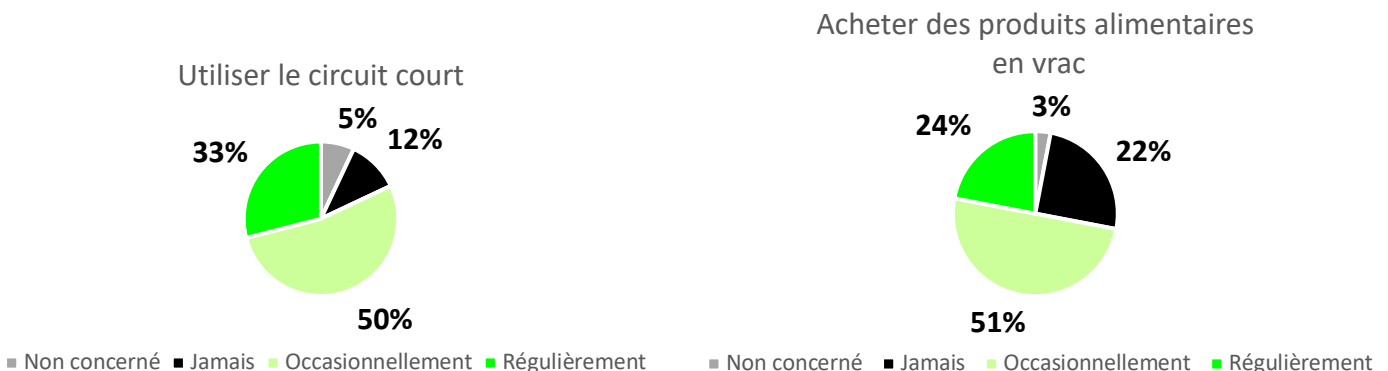 Utiliser le circuit court
5%
12%
33%
50%
Non concerné Jamais Occasionnellement Régulièrement
Acheter des produits alimentaires
en vrac
3%
24%
22%
51%
Non concerné Jamais Occasionnellement Régulièrement